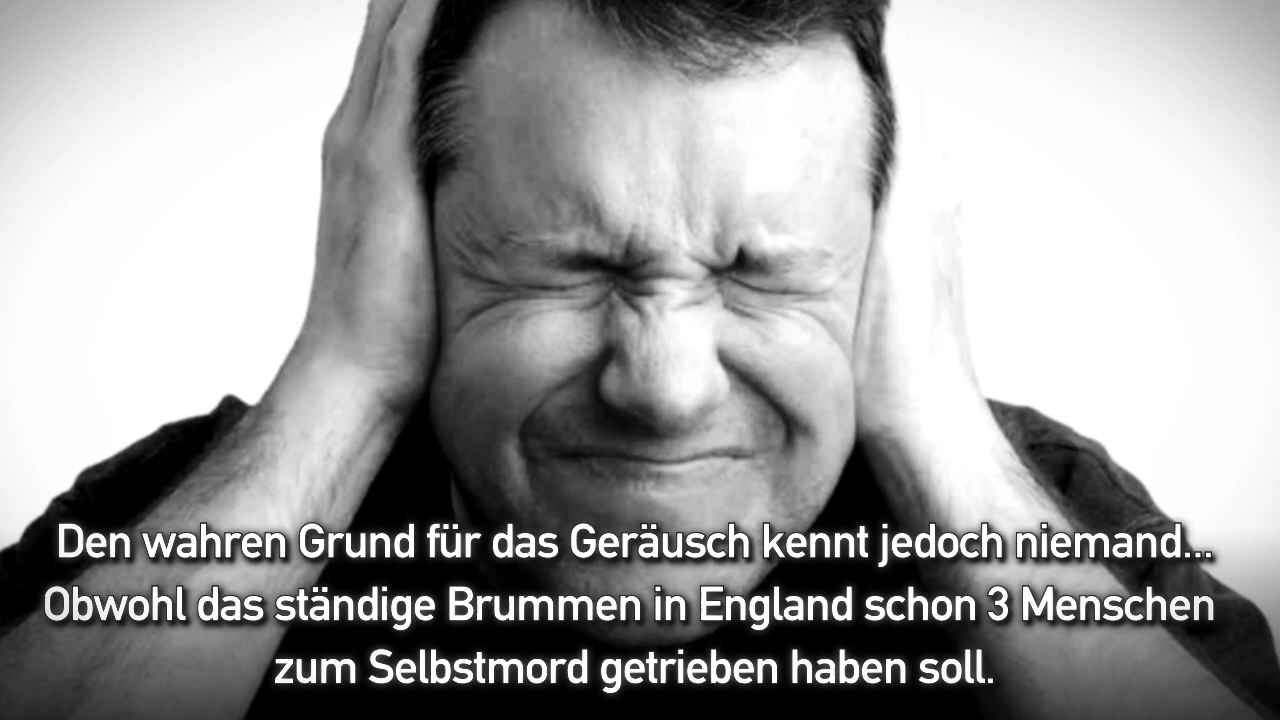 Den wahren Grund für das Geräusch kennt jedoch niemand...
Obwohl das ständige Brummen in England schon 3 Menschen
zum Selbstmord getrieben haben soll.